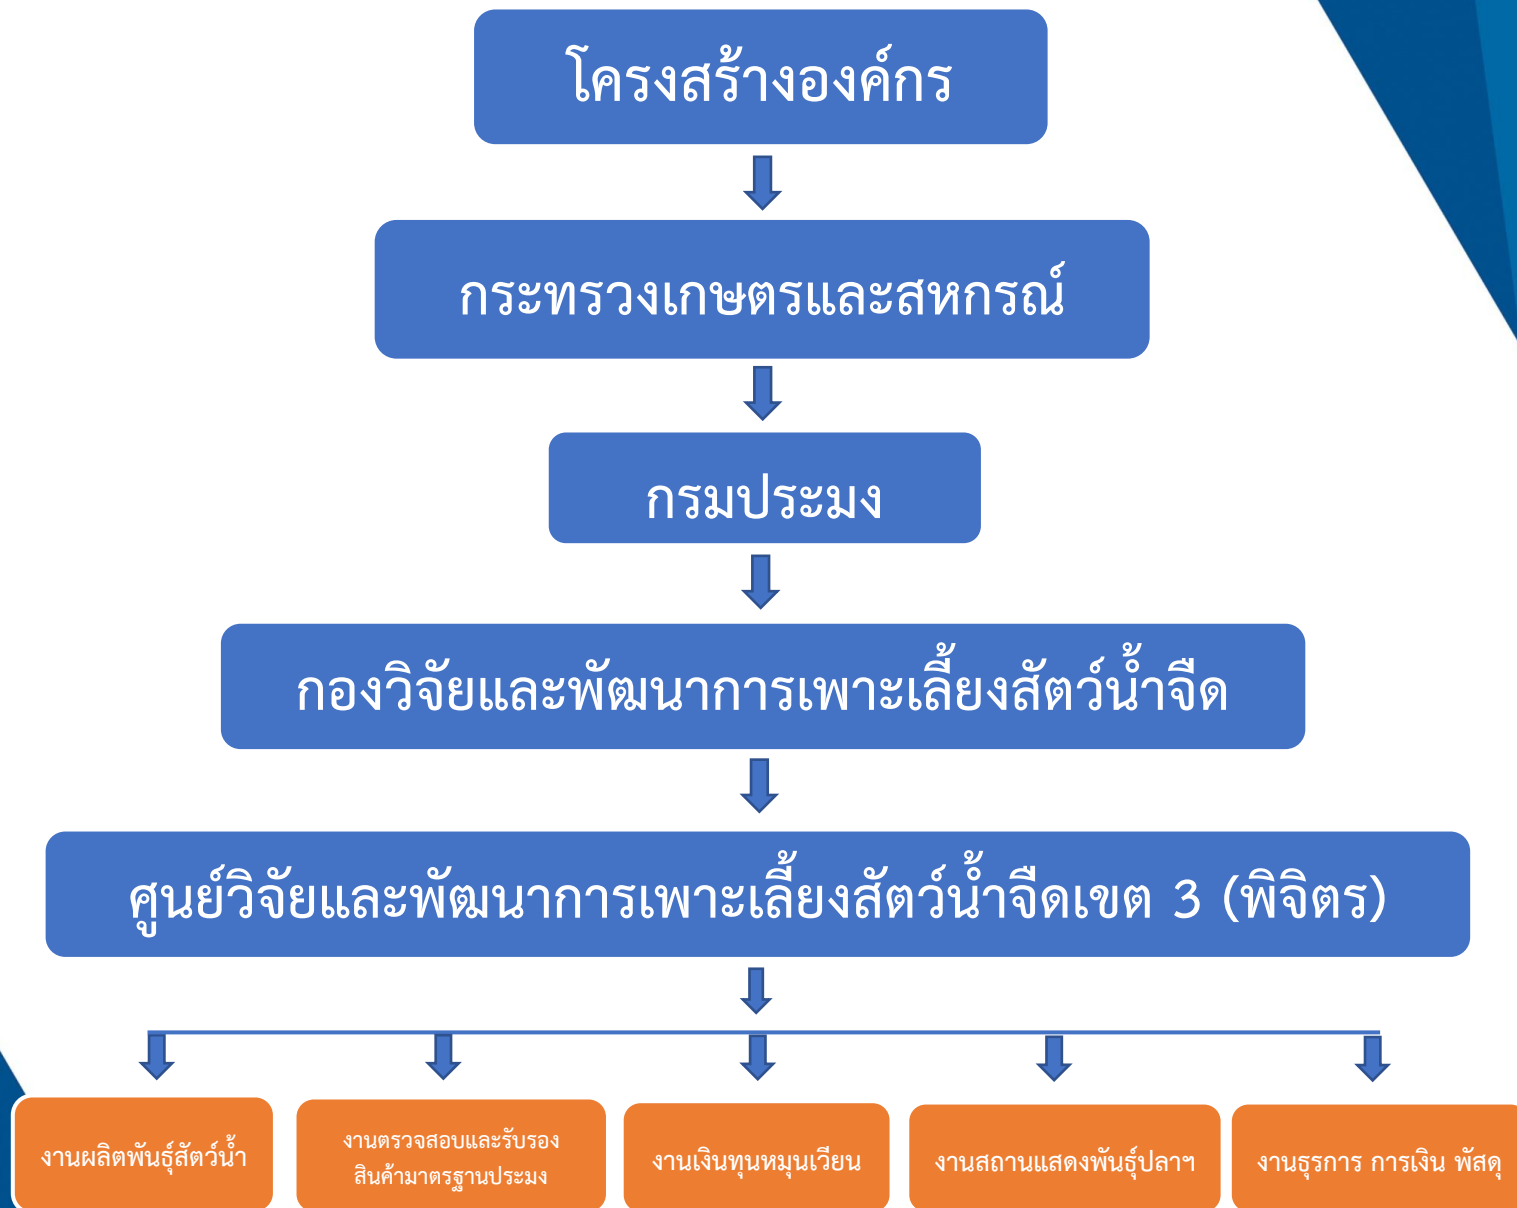 โครงสร้างองค์กร
กระทรวงเกษตรและสหกรณ์
กรมประมง
กองวิจัยและพัฒนาการเพาะเลี้ยงสัตว์น้ำจืด
ศูนย์วิจัยและพัฒนาการเพาะเลี้ยงสัตว์น้ำจืดเขต 3 (พิจิตร)
งานผลิตพันธุ์สัตว์น้ำ
งานตรวจสอบและรับรอง
สินค้ามาตรฐานประมง
งานเงินทุนหมุนเวียน
งานสถานแสดงพันธุ์ปลาฯ
งานธุรการ การเงิน พัสดุ